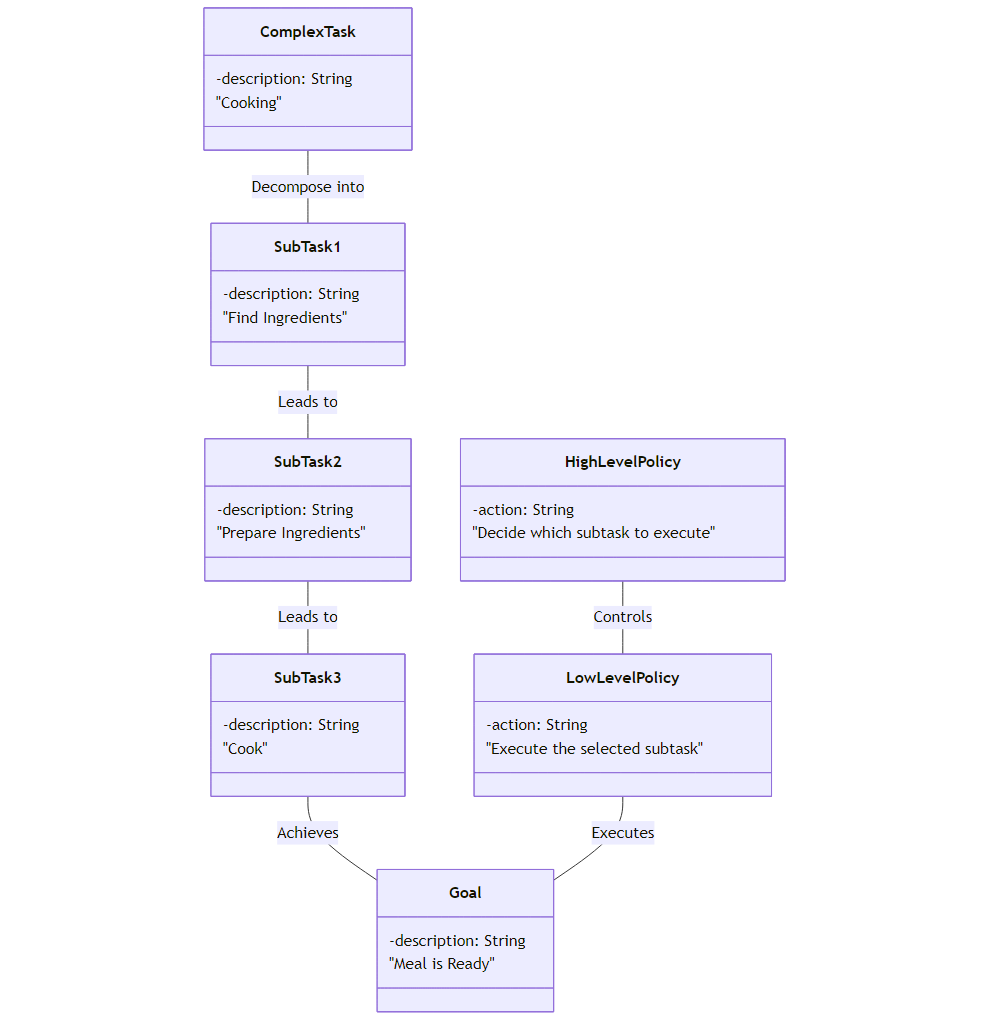 ComplexTask
-description: String
"Cooking"
Decompose into
SubTask1
-description: String
"Find Ingredients"
Leads to
SubTask2
-description: String
"Prepare Ingredients"
HighLevelPolicy
-action: String
"Decide which subtask to execute"
Leads to
Controls
SubTask3
-description: String
"Cook"
LowLevelPolicy
-action: String
"Execute the selected subtask"
Achieves
Executes
Goal
-description: String
"Meal is Ready"